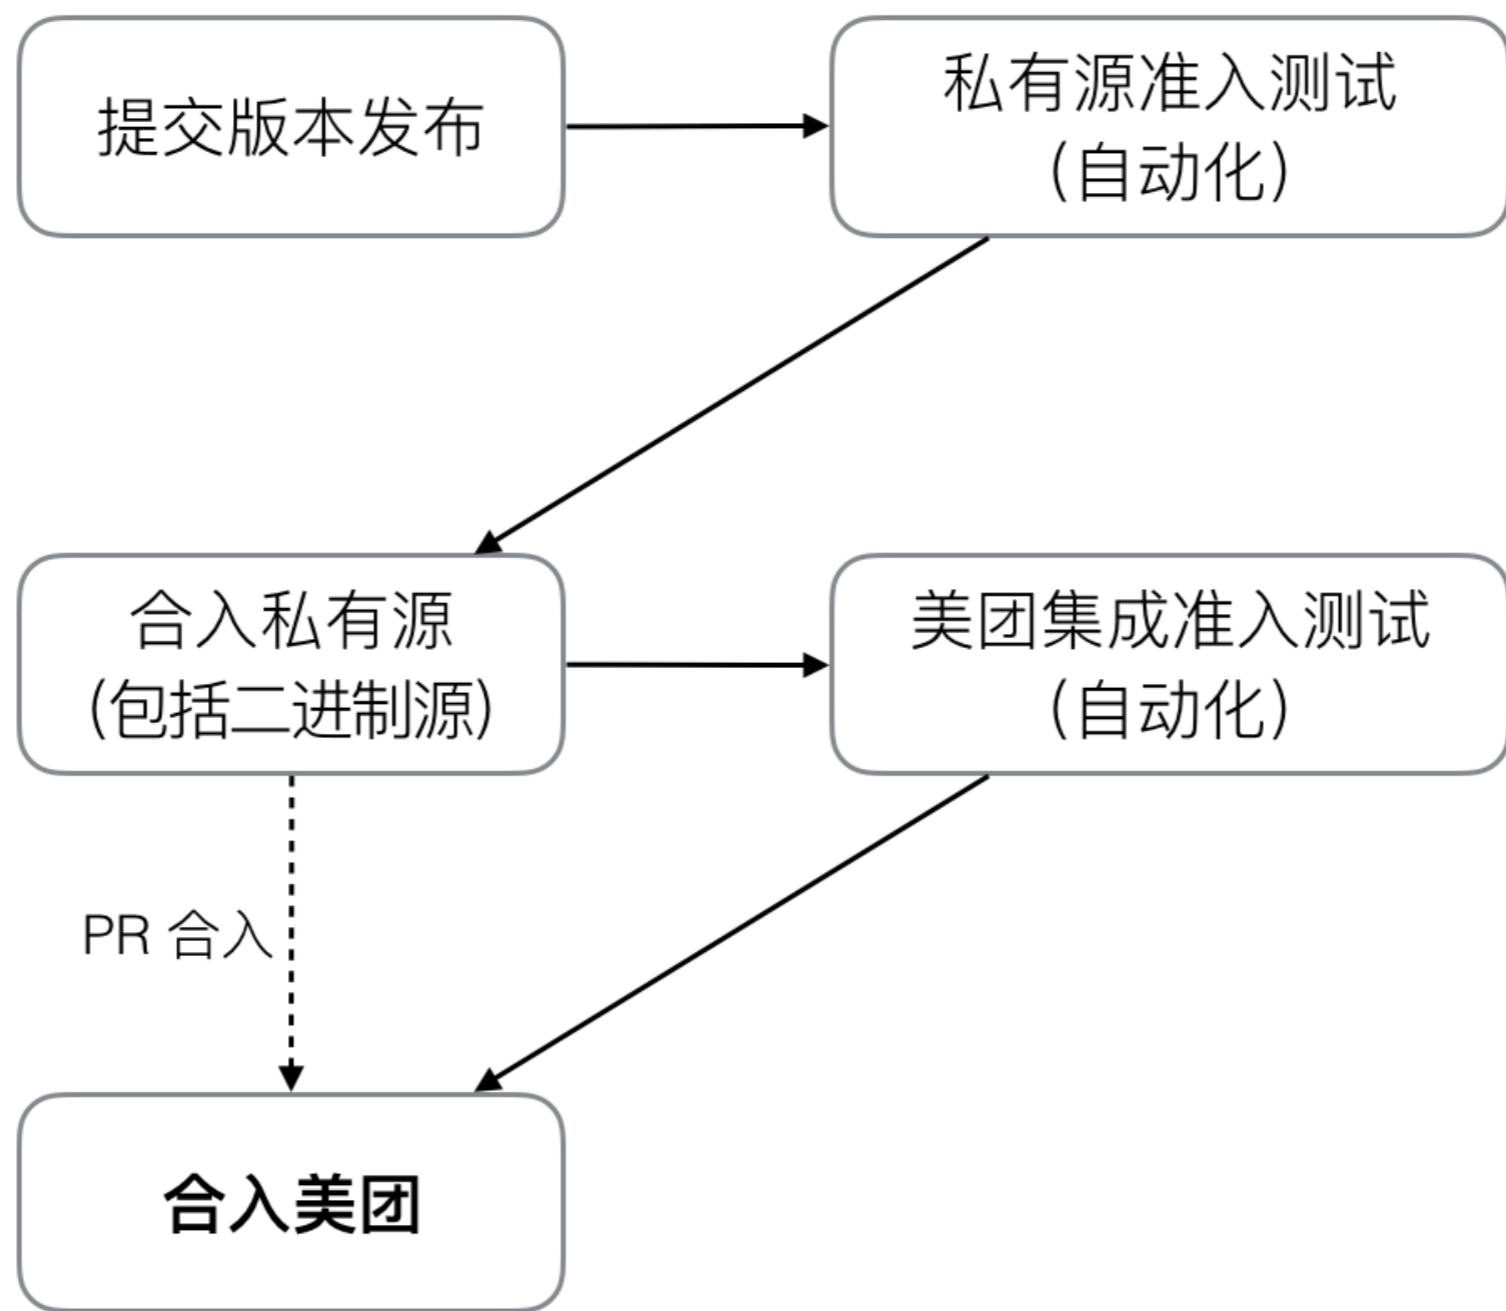 提交版本发布
私有源准入测试
(自动化)
合入私有源
(包括二进制源)
美团集成准入测试
(自动化)
PR 合入
合入美团